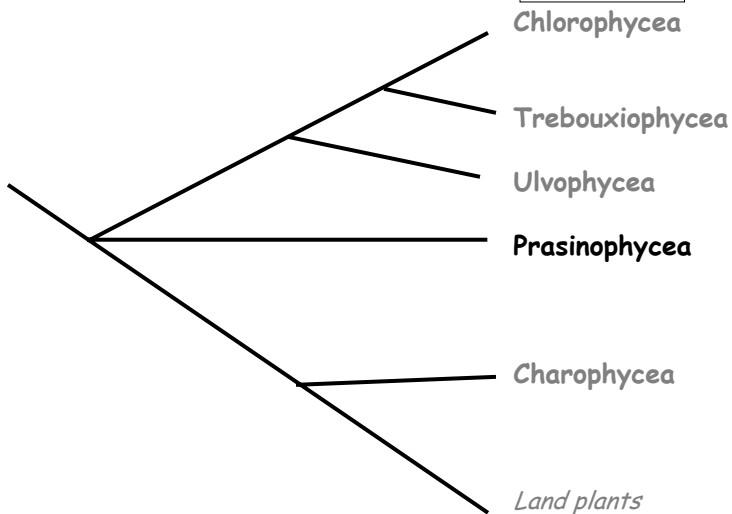 Chlorophycea
Trebouxiophycea
Ulvophycea
Prasinophycea
Charophycea
Land plants